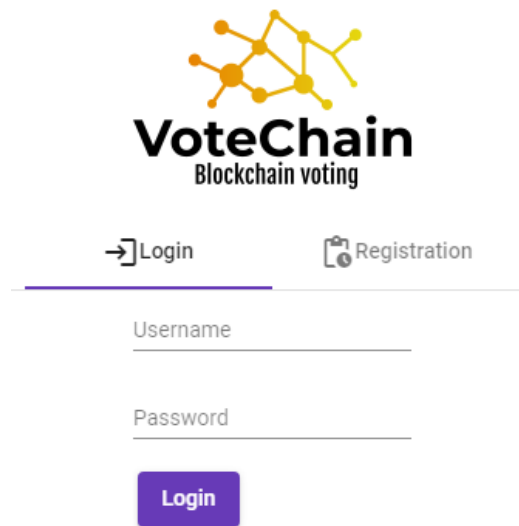 VoteChain
Blockchain voting
Login Registration
Username
Password
Login